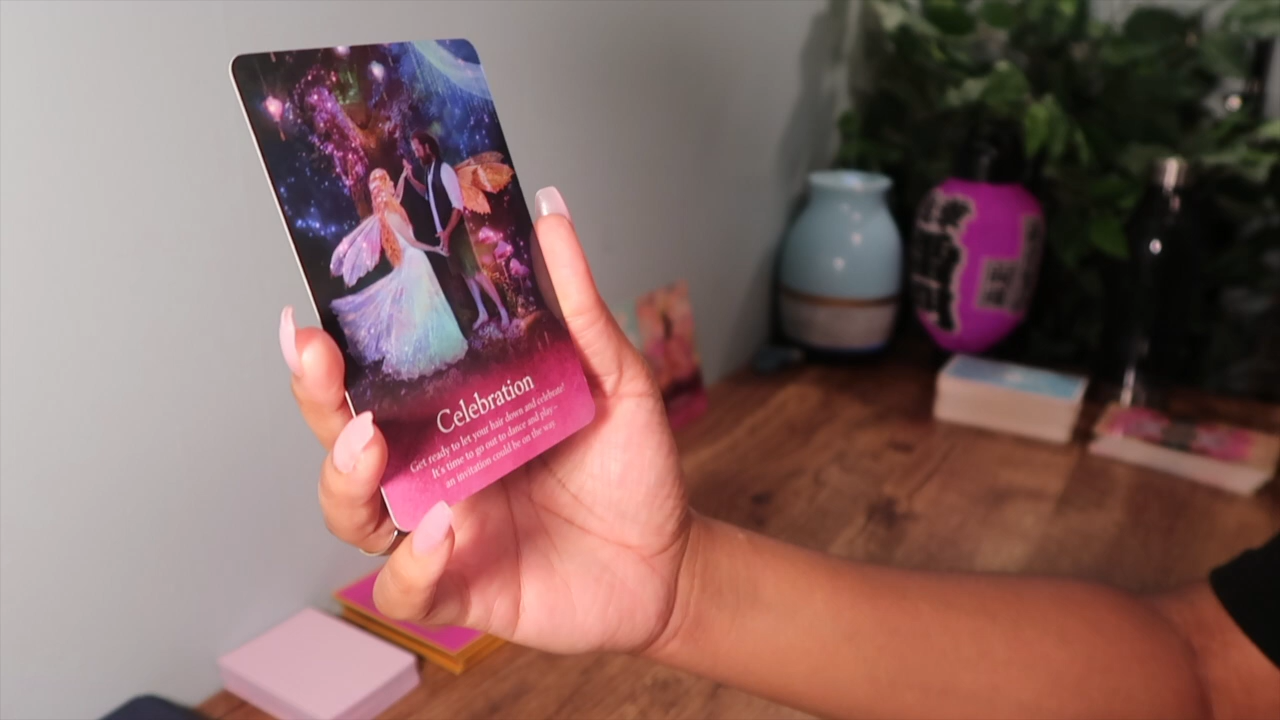 Celebration
Get ready to let your hair down and celebrate!
It's time to go out to dance and play –
an invitation could be on the way